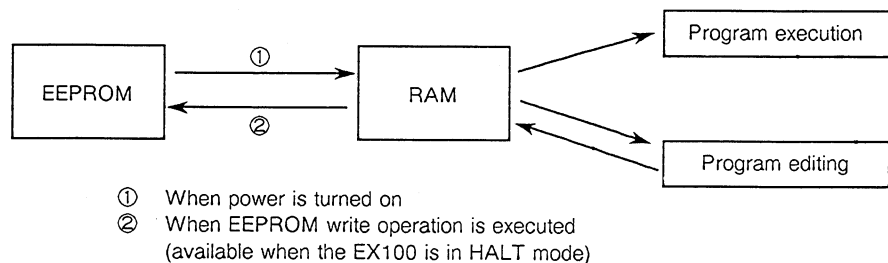 Program execution
①
EEPROM
RAM
②
Program editing
① When power is turned on
② When EEPROM write operation is executed
(available when the EX100 is in HALT mode)